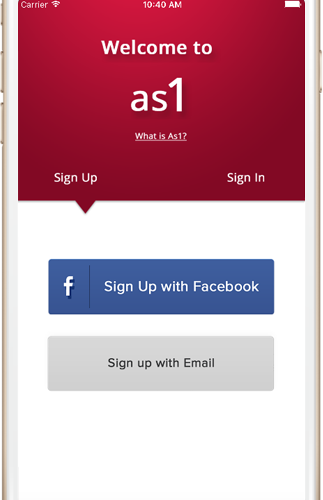 Carrier 10:40 AM
Welcome to
as1
What is As1?
Sign Up Sign In
f Sign Up with Facebook
Sign up with Email